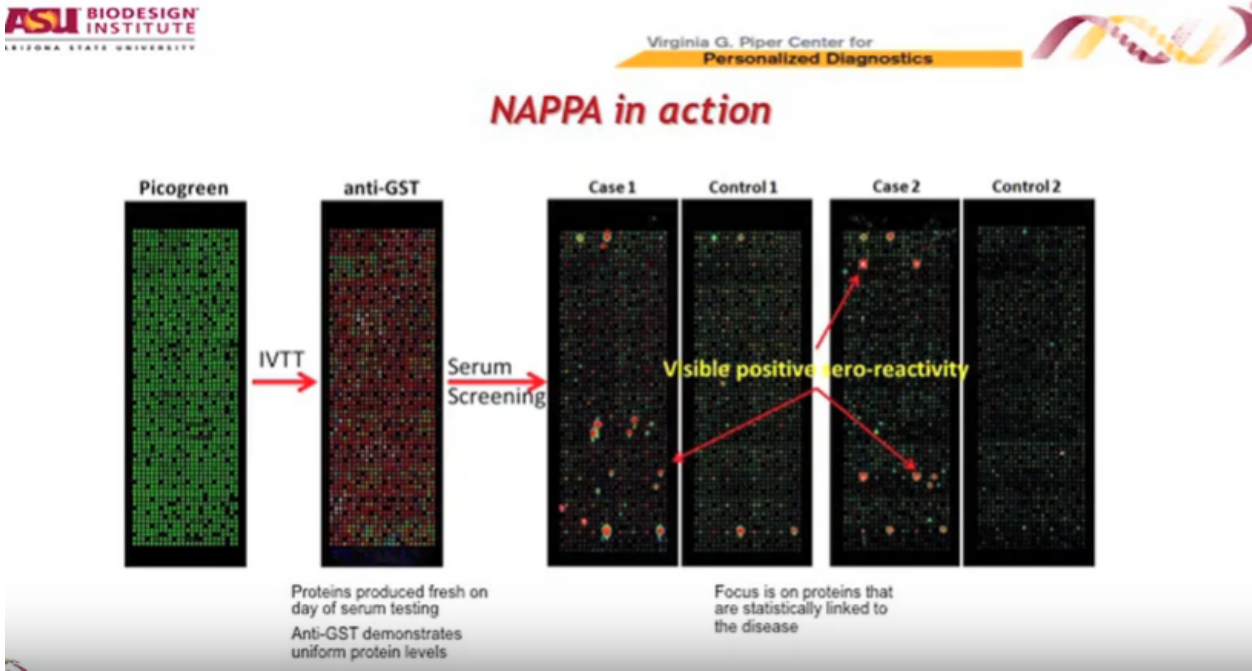 ASU BIODESIGN
INSTITUTE
ARIZONA STATE UNIVERSITY
Virginia G. Piper Center for
Personalized Diagnostics
NAPPA in action
Picogreen
anti-GST
Case 1
Control 1
Case 2
Control 2
IVTT
Serum
Screening
Visible positive sero-reactivity
Proteins produced fresh on
day of serum testing
Anti-GST demonstrates
uniform protein levels
Focus is on proteins that
are statistically linked to
the disease